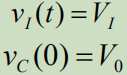 v_I(t) = V_I
v_C(0) = V_0